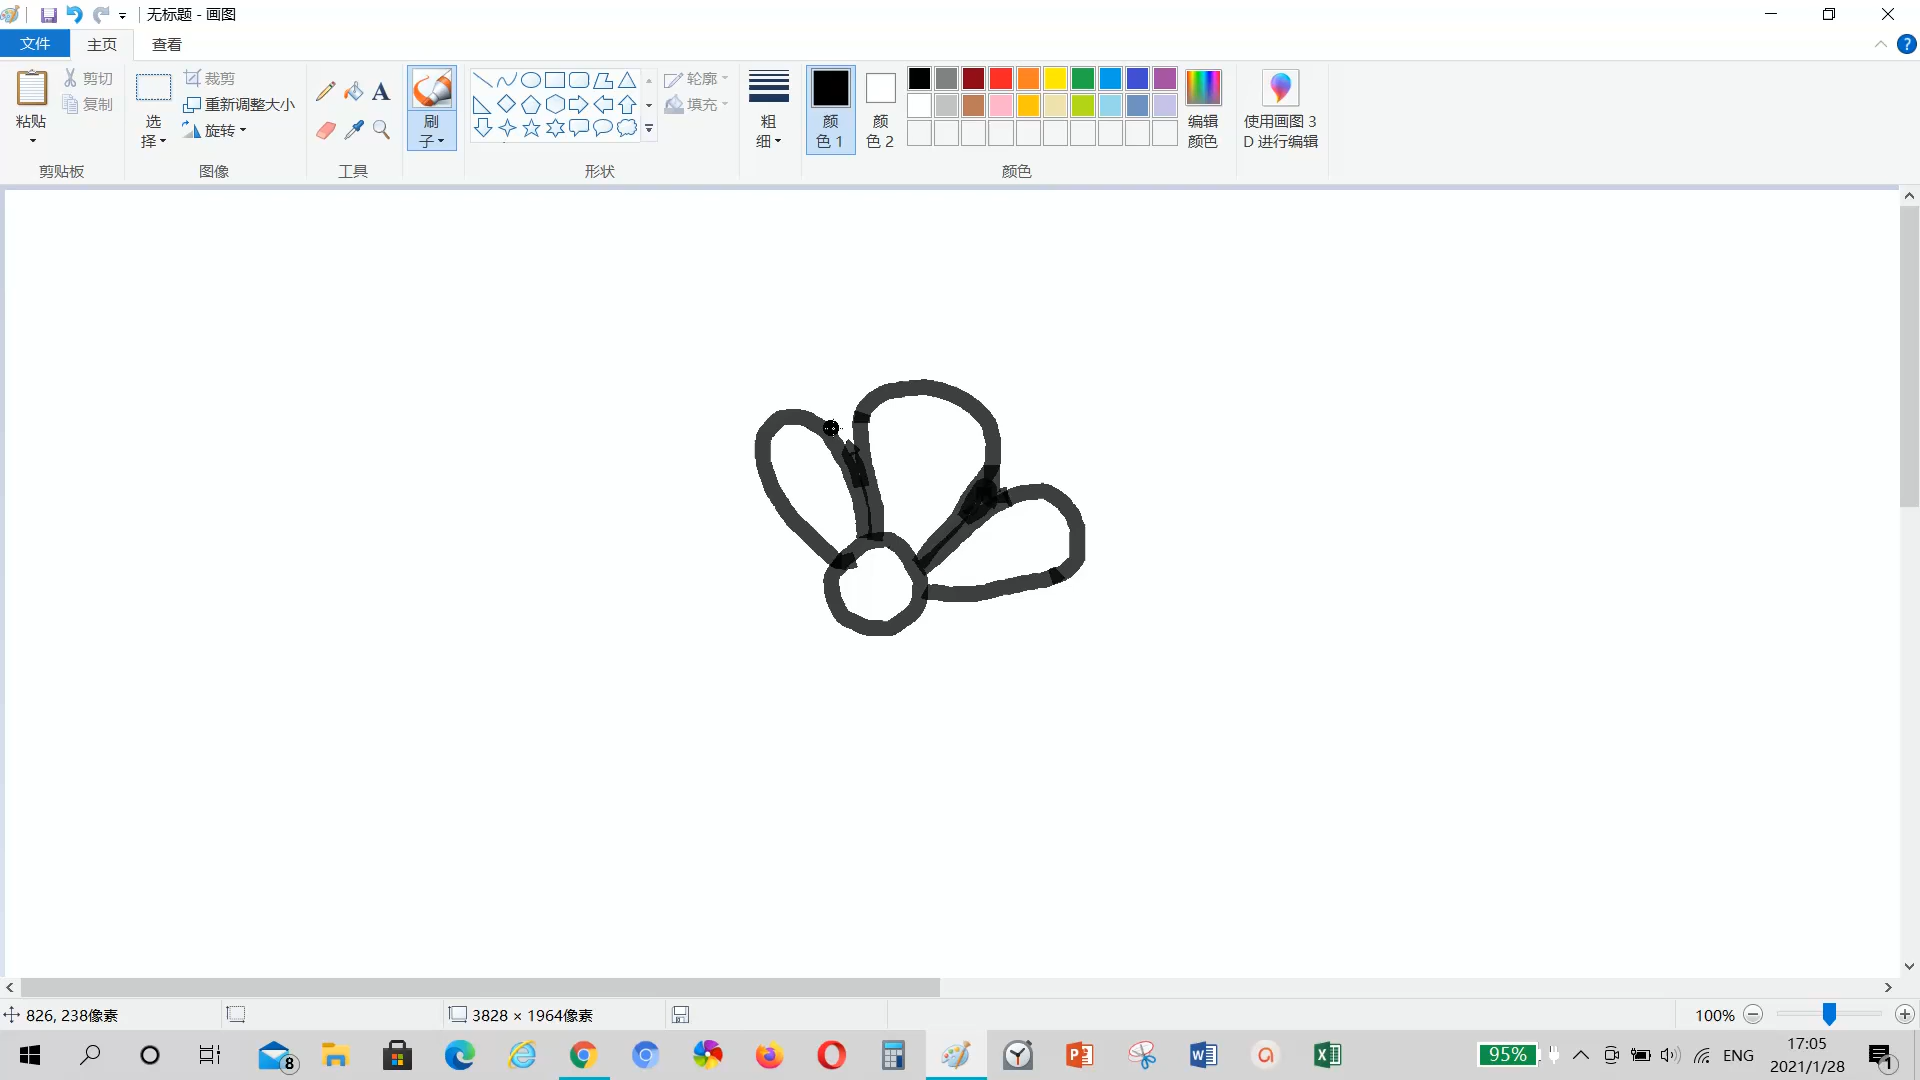 无标题 - 画图
文件 主页 查看
粘贴
剪切
复制
剪贴板
选
择
裁剪
重新调整大小
旋转
图像
A
工具
刷
子
形状
轮廓
填充
粗
细
颜
色 1
颜
色 2
颜色
编辑
颜色
使用画图 3
D 进行编辑
826, 238像素
3828 × 1964像素
100%
8
95%
ENG
17:05
2021/1/28
1